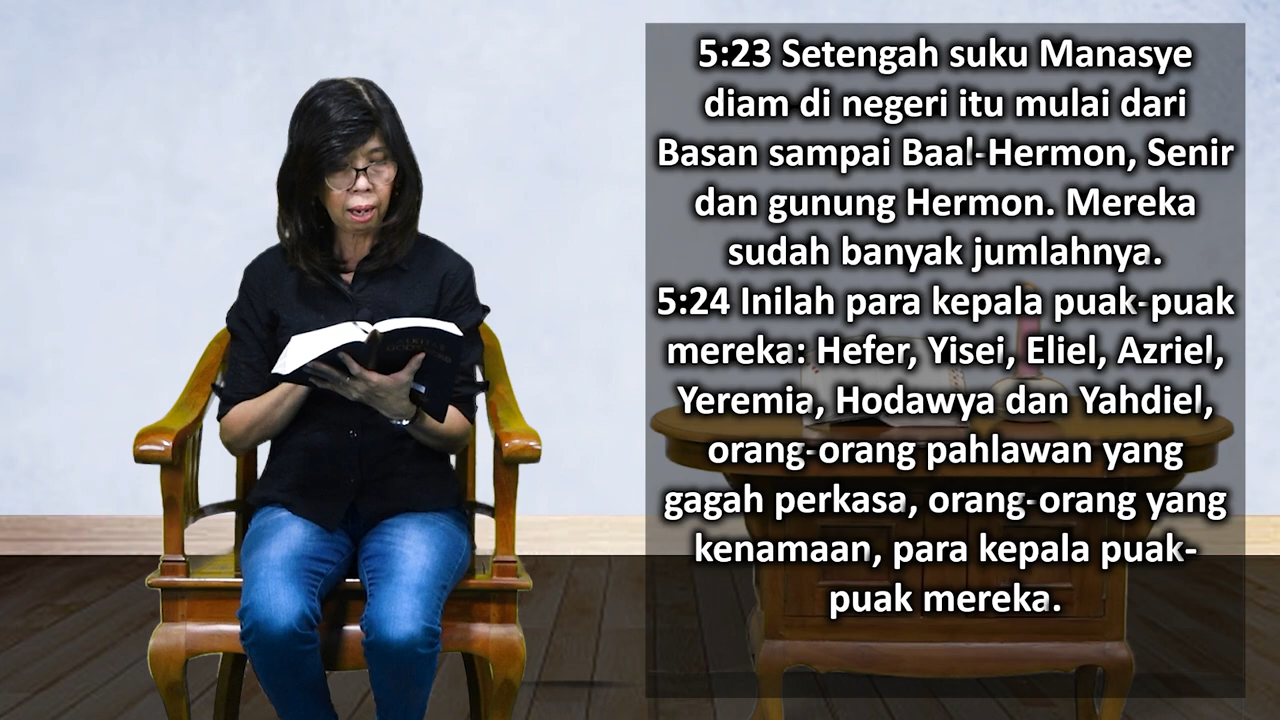 5:23 Setengah suku Manasye
diam di negeri itu mulai dari
Basan sampai Baal-Hermon, Senir
dan gunung Hermon. Mereka
sudah banyak jumlahnya.
5:24 Inilah para kepala puak-puak
mereka: Hefer, Yisei, Eliel, Azriel,
Yeremia, Hodawya dan Yahdiel,
orang-orang pahlawan yang
gagah perkasa, orang-orang yang
kenamaan, para kepala puak-
puak mereka.